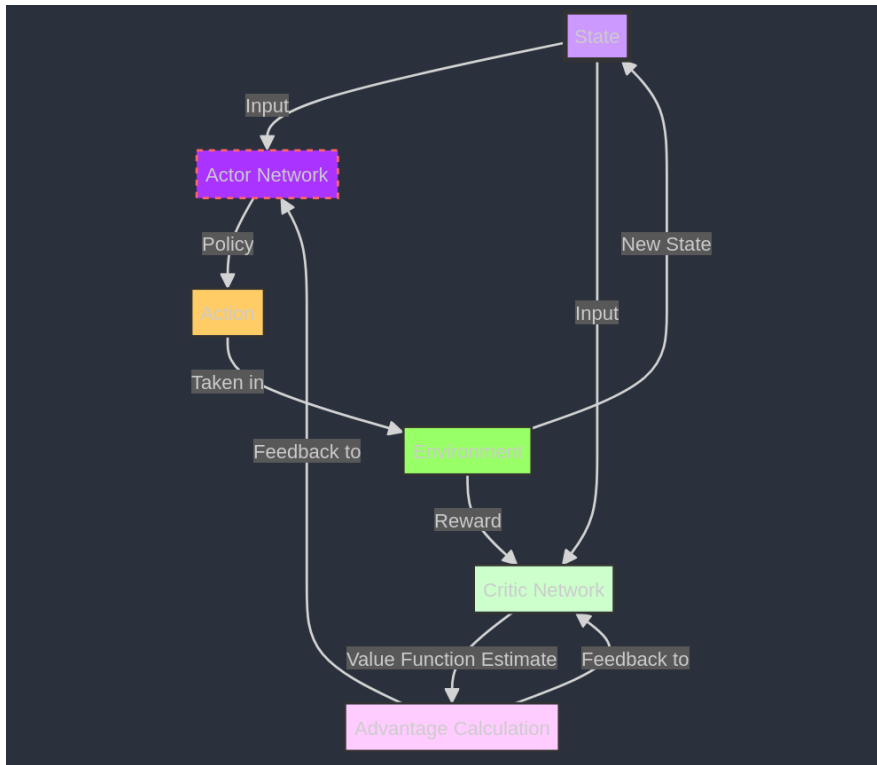 State
Input
Actor Network
Policy
New State
Action
Input
Taken in
Feedback to
Environment
Reward
Critic Network
Value Function Estimate
Feedback to
Advantage Calculation